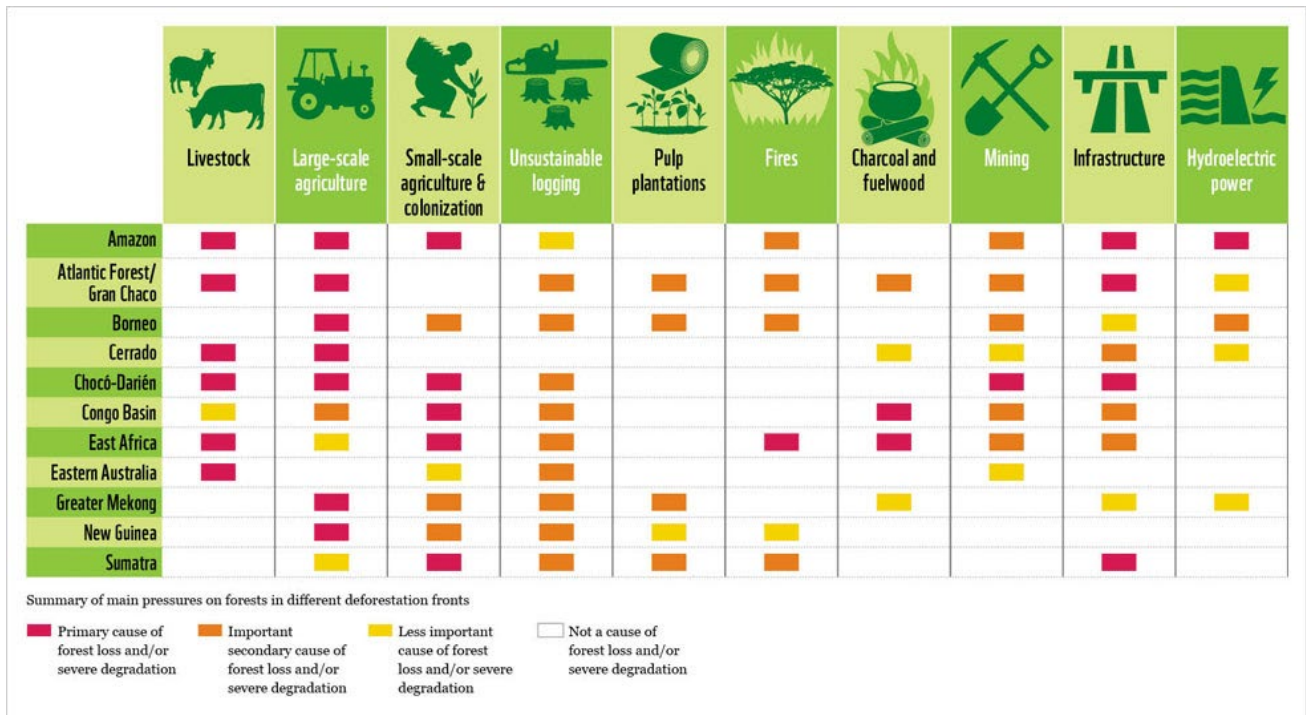 Livestock
Large-scale
agriculture
Small-scale
agriculture &
colonization
Unsustainable
logging
Pulp
plantations
Fires
Charcoal and
fuelwood
Mining
Infrastructure
Hydroelectric
power
Amazon
Atlantic Forest/
Gran Chaco
Borneo
Cerrado
Chocó-Darién
Congo Basin
East Africa
Eastern Australia
Greater Mekong
New Guinea
Sumatra
Summary of main pressures on forests in different deforestation fronts
Primary cause of
forest loss and/or
severe degradation
Important
secondary cause of
forest loss and/or
severe degradation
Less important
cause of forest
loss and/or severe
degradation
Not a cause of
forest loss and/or
severe degradation